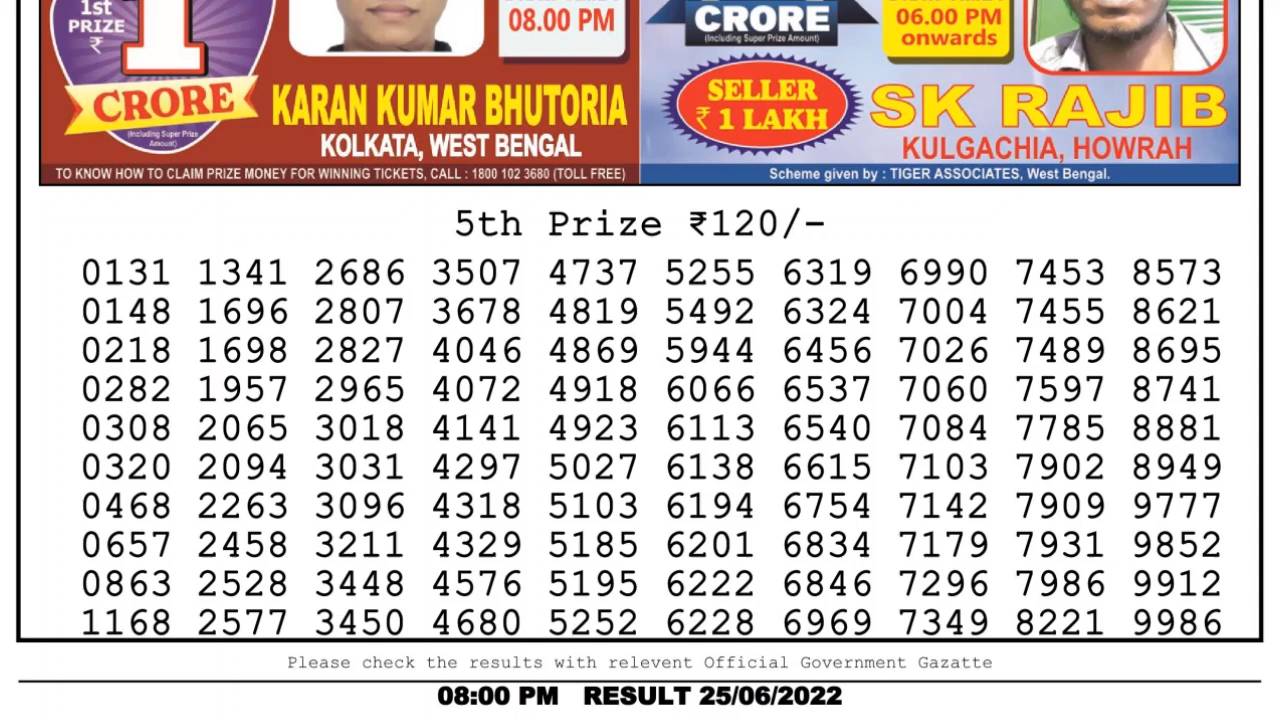 1st
PRIZE
₹
1
CRORE
(Including Super Prize
Amount)
08.00 PM
KARAN KUMAR BHUTORIA
KOLKATA, WEST BENGAL
TO KNOW HOW TO CLAIM PRIZE MONEY FOR WINNING TICKETS, CALL : 1800 102 3680 (TOLL FREE)
CRORE
(Including Super Prize Amount)
06.00 PM
onwards
SELLER
₹ 1 LAKH
SK RAJIB
KULGACHIA, HOWRAH
Scheme given by : TIGER ASSOCIATES, West Bengal.
5th Prize ₹120/-
0131 1341 2686 3507 4737 5255 6319 6990 7453 8573
0148 1696 2807 3678 4819 5492 6324 7004 7455 8621
0218 1698 2827 4046 4869 5944 6456 7026 7489 8695
0282 1957 2965 4072 4918 6066 6537 7060 7597 8741
0308 2065 3018 4141 4923 6113 6540 7084 7785 8881
0320 2094 3031 4297 5027 6138 6615 7103 7902 8949
0468 2263 3096 4318 5103 6194 6754 7142 7909 9777
0657 2458 3211 4329 5185 6201 6834 7179 7931 9852
0863 2528 3448 4576 5195 6222 6846 7296 7986 9912
1168 2577 3450 4680 5252 6228 6969 7349 8221 9986
Please check the results with relevent Official Government Gazatte
08:00 PM RESULT 25/06/2022